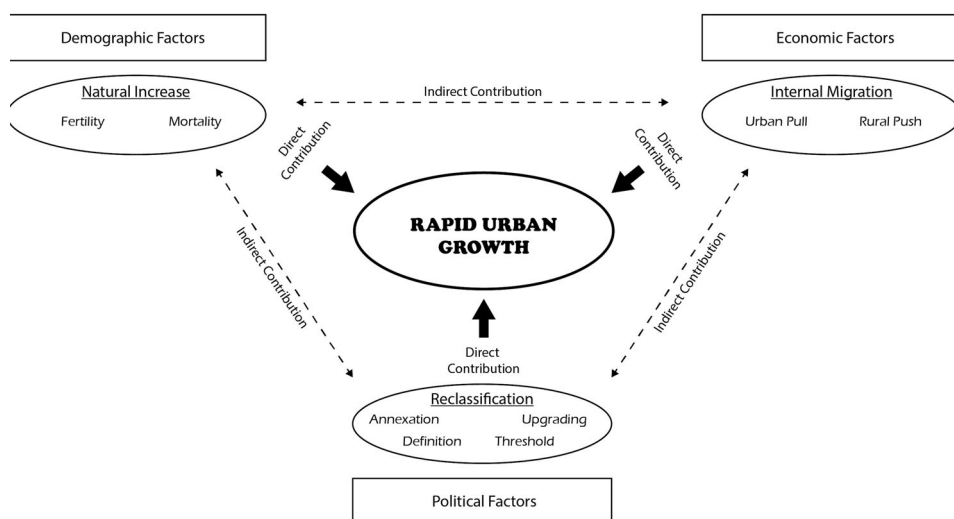 Demographic Factors
Economic Factors
Natural Increase
Fertility Mortality
Indirect Contribution
Internal Migration
Urban Pull Rural Push
Direct
Contribution
Direct
Contribution
RAPID URBAN
GROWTH
Indirect Contribution
Indirect Contribution
Direct
Contribution
Reclassification
Annexation Upgrading
Definition Threshold
Political Factors